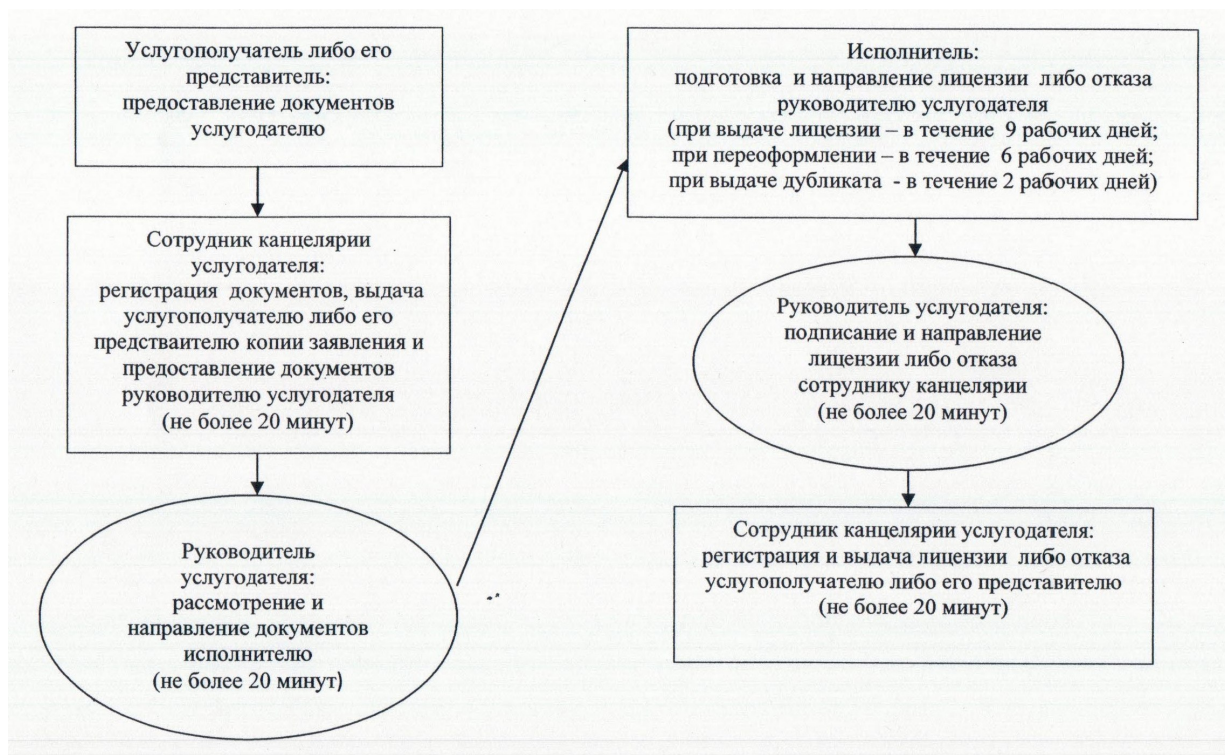 Услугополучатель либо его
представитель:
предоставление документов
услугодателю
Сотрудник канцелярии
услугодателя:
регистрация документов, выдача
услугополучателю либо его
предстваителю копии заявления и
предоставление документов
руководителю услугодателя
(не более 20 минут)
Руководитель
услугодателя:
рассмотрение и
направление документов
исполнителю
(не более 20 минут)
Исполнитель:
подготовка и направление лицензии либо отказа
руководителю услугодателя
(при выдаче лицензии – в течение 9 рабочих дней;
при переоформлении – в течение 6 рабочих дней;
при выдаче дубликата - в течение 2 рабочих дней)
Руководитель услугодателя:
подписание и направление
лицензии либо отказа
сотруднику канцелярии
(не более 20 минут)
Сотрудник канцелярии услугодателя:
регистрация и выдача лицензии либо отказа
услугополучателю либо его представителю
(не более 20 минут)